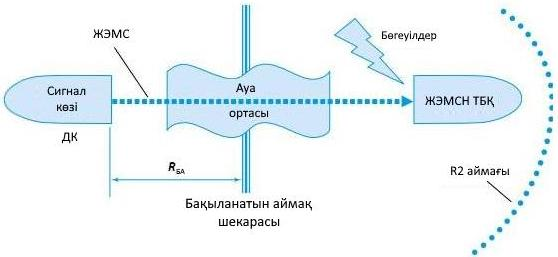 ЖЭМС
Бөгеуілдер
Сигнал
көзі
Ауа
ортасы
ЖЭМСН ТБҚ
ДК
R БА
R2 аймағы
Бақыланатын аймақ
шекарасы